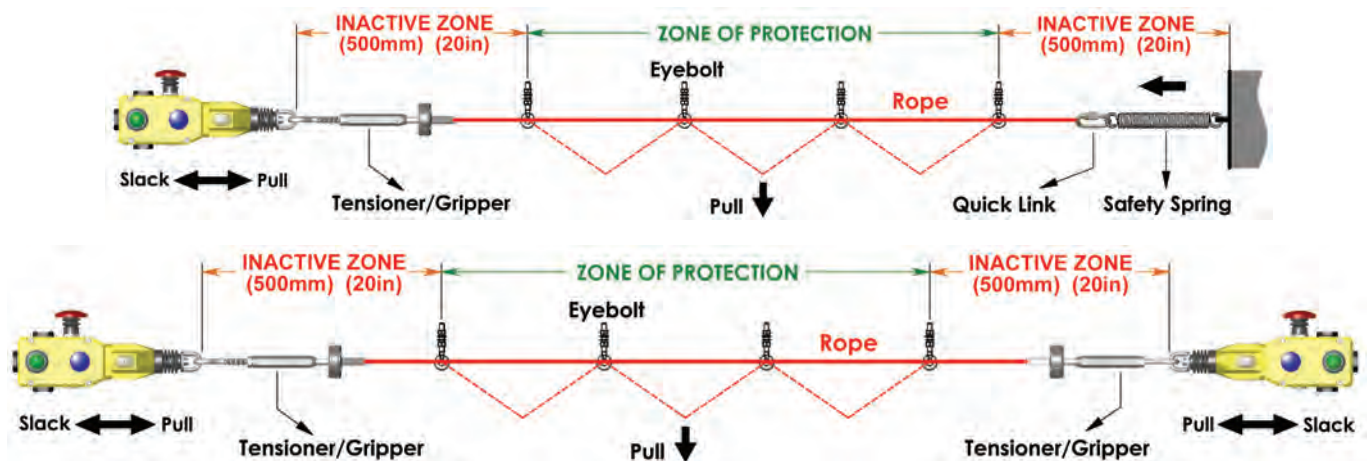 INACTIVE ZONE
(500mm) (20in)
ZONE OF PROTECTION
INACTIVE ZONE
(500mm) (20in)
Eyebolt
Rope
Slack
Pull
Tensioner/Gripper
Pull
Quick Link
Safety Spring
INACTIVE ZONE
(500mm) (20in)
ZONE OF PROTECTION
INACTIVE ZONE
(500mm) (20in)
Eyebolt
Rope
Slack
Pull
Tensioner/Gripper
Pull
Tensioner/Gripper
Pull
Slack